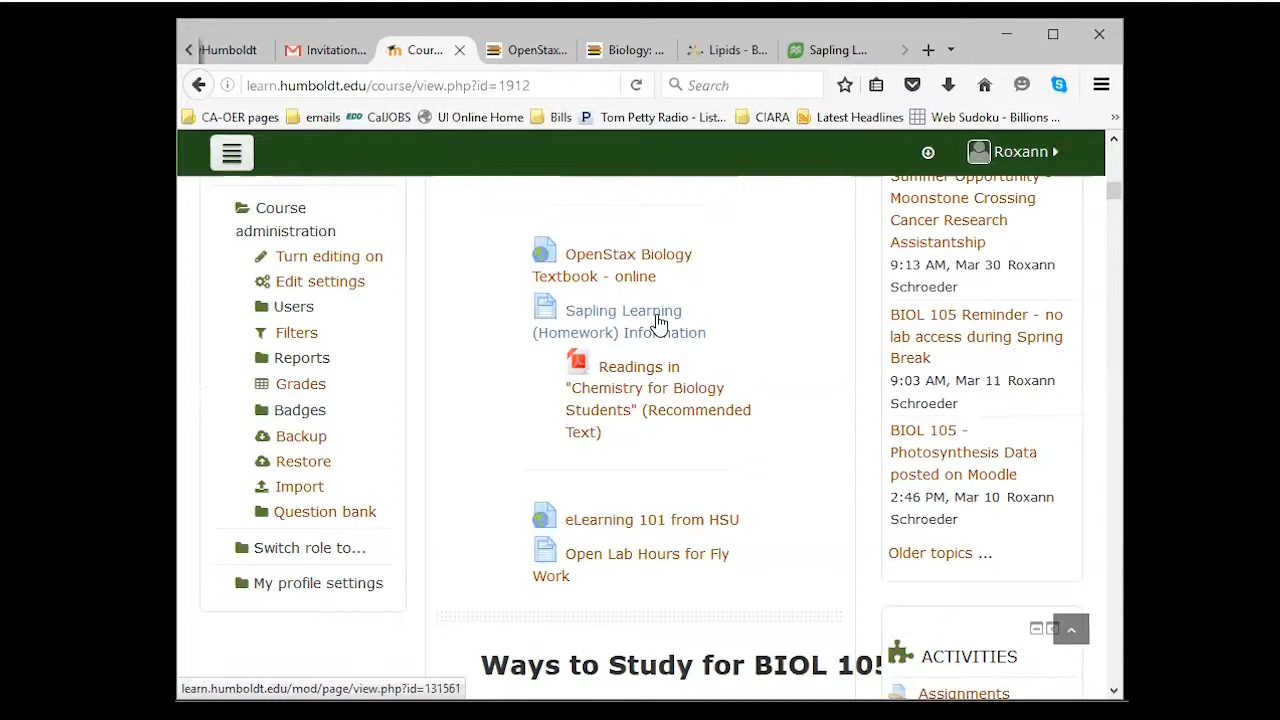 Humboldt
Invitation...
Cour...
OpenStax...
Biology: ...
Lipids - B...
Sapling L...
learn.humboldt.edu/course/view.php?id=1912
Search
CA-OER pages
emails
EDD CalJOBS
UI Online Home
Bills
P Tom Petty Radio - List...
CIARA
Latest Headlines
Web Sudoku - Billions ...
Roxann
Course
administration
Turn editing on
Edit settings
Users
Filters
Reports
Grades
Badges
Backup
Restore
Import
Question bank
Switch role to...
My profile settings
OpenStax Biology
Textbook - online
Sapling Learning
(Homework) Information
Readings in
"Chemistry for Biology
Students" (Recommended
Text)
eLearning 101 from HSU
Open Lab Hours for Fly
Work
Ways to Study for BIOL 105
Summer Opportunity -
Moonstone Crossing
Cancer Research
Assistantship
9:13 AM, Mar 30 Roxann
Schroeder
BIOL 105 Reminder - no
lab access during Spring
Break
9:03 AM, Mar 11 Roxann
Schroeder
BIOL 105 -
Photosynthesis Data
posted on Moodle
2:46 PM, Mar 10 Roxann
Schroeder
Older topics ...
ACTIVITIES
Assignments
learn.humboldt.edu/mod/page/view.php?id=131561